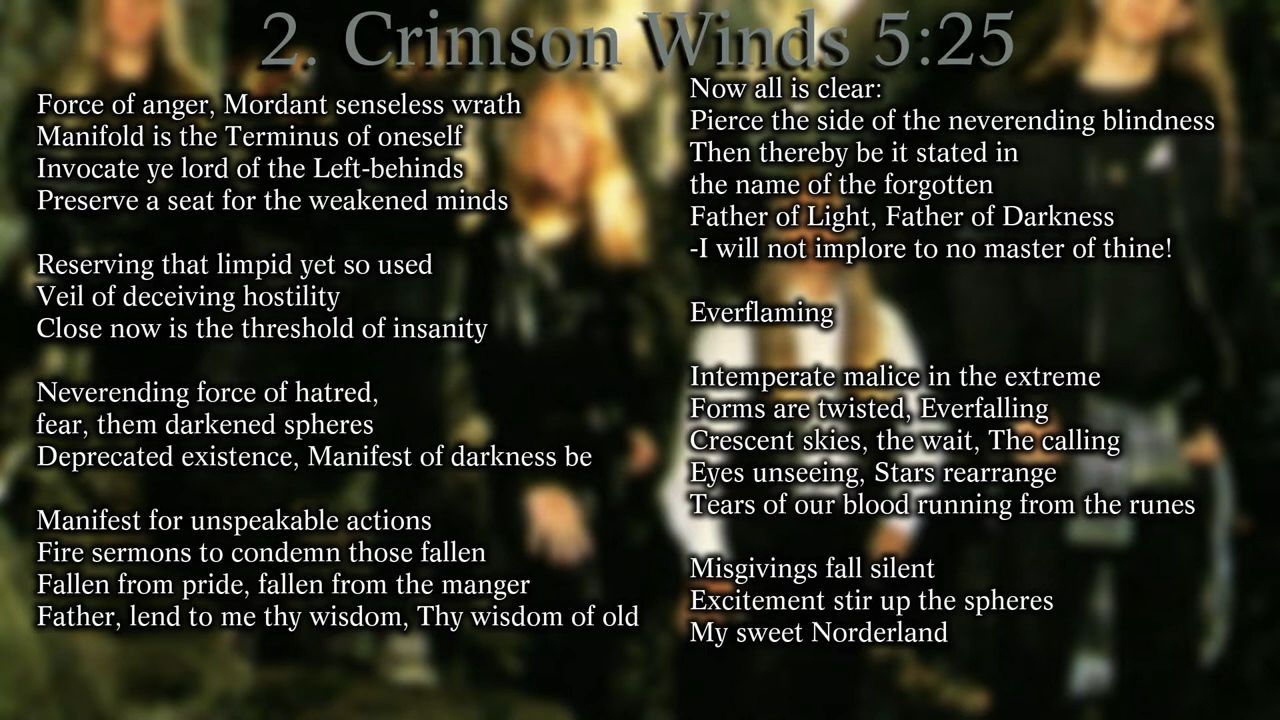 2. Crimson Winds 5:25
Force of anger, Mordant senseless wrath
Manifold is the Terminus of oneself
Invocate ye lord of the Left-behinds
Preserve a seat for the weakened minds
Reserving that limpid yet so used
Veil of deceiving hostility
Close now is the threshold of insanity
Neverending force of hatred,
fear, them darkened spheres
Deprecated existence, Manifest of darkness be
Manifest for unspeakable actions
Fire sermons to condemn those fallen
Fallen from pride, fallen from the manger
Father, lend to me thy wisdom, Thy wisdom of old
Now all is clear:
Pierce the side of the neverending blindness
Then thereby be it stated in
the name of the forgotten
Father of Light, Father of Darkness
-I will not implore to no master of thine!
Everflaming
Intemperate malice in the extreme
Forms are twisted, Everfalling
Crescent skies, the wait, The calling
Eyes unseeing, Stars rearrange
Tears of our blood running from the runes
Misgivings fall silent
Excitement stir up the spheres
My sweet Norderland